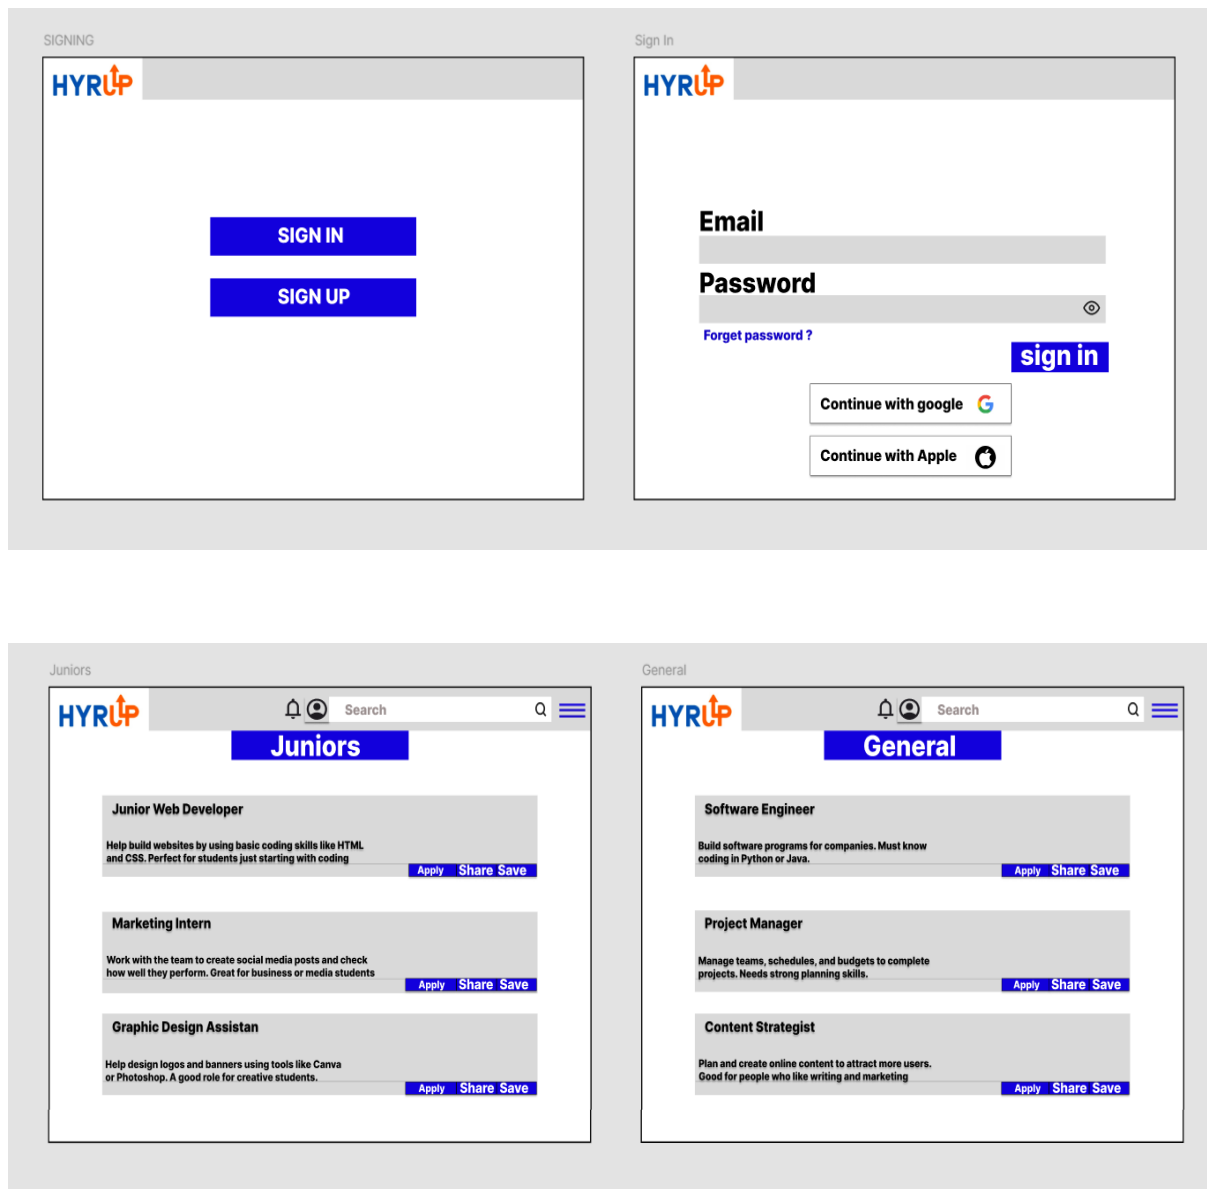 SIGNING
HYRUP
SIGN IN
SIGN UP
Sign In
HYRUP
Email
Password
Forget password ?
sign in
Continue with google
Continue with Apple
Juniors
HYRUP
Search
Juniors
Junior Web Developer
Help build websites by using basic coding skills like HTML
and CSS. Perfect for students just starting with coding
Apply Share Save
Marketing Intern
Work with the team to create social media posts and check
how well they perform. Great for business or media students
Apply Share Save
Graphic Design Assistan
Help design logos and banners using tools like Canva
or Photoshop. A good role for creative students.
Apply Share Save
General
HYRUP
Search
General
Software Engineer
Build software programs for companies. Must know
coding in Python or Java.
Apply Share Save
Project Manager
Manage teams, schedules, and budgets to complete
projects. Needs strong planning skills.
Apply Share Save
Content Strategist
Plan and create online content to attract more users.
Good for people who like writing and marketing
Apply Share Save